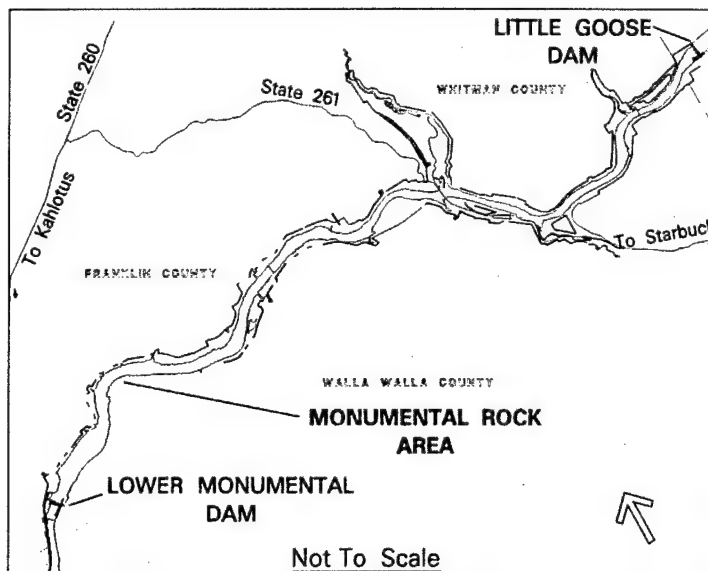 LITTLE GOOSE
DAM
State 260
State 261
WHITMAN COUNTY
To Kahlotus
To Starbuck
FRANKLIN COUNTY
WALLA WALLA COUNTY
MONUMENTAL ROCK
AREA
LOWER MONUMENTAL
DAM
Not To Scale